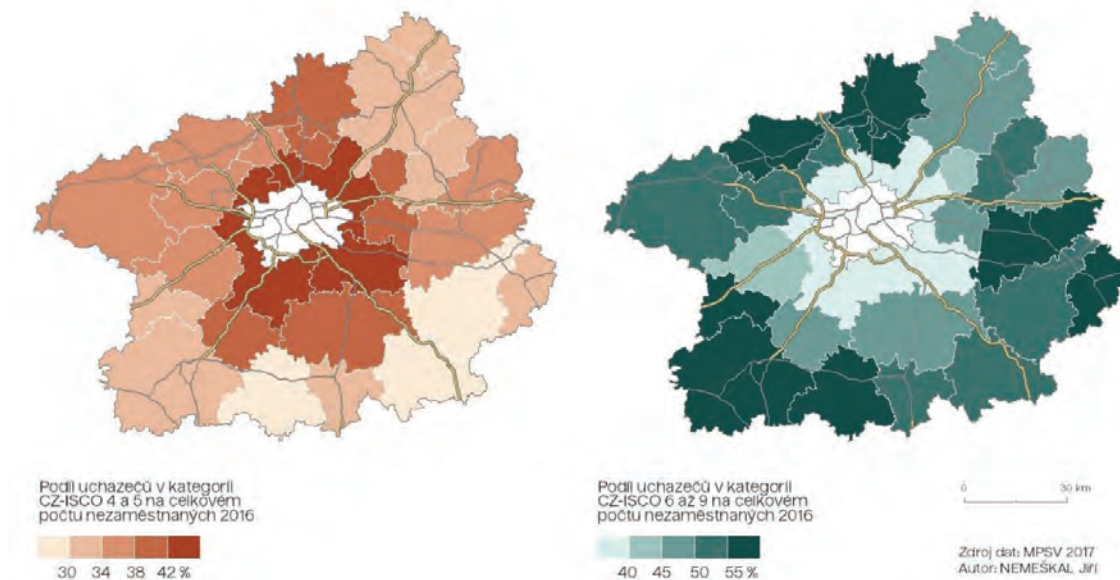 Podíl uchazečů v kategorii
CZ-ISCO 4 a 5 na celkovém
počtu nezaměstnaných 2016
30 34 38 42 %
Podíl uchazečů v kategorii
CZ-ISCO 6 až 9 na celkovém
počtu nezaměstnaných 2016
40 45 50 55 %
0 30 km
Zdroj dat: MPSV 2017
Autor: NEMEŠKAL Jiří